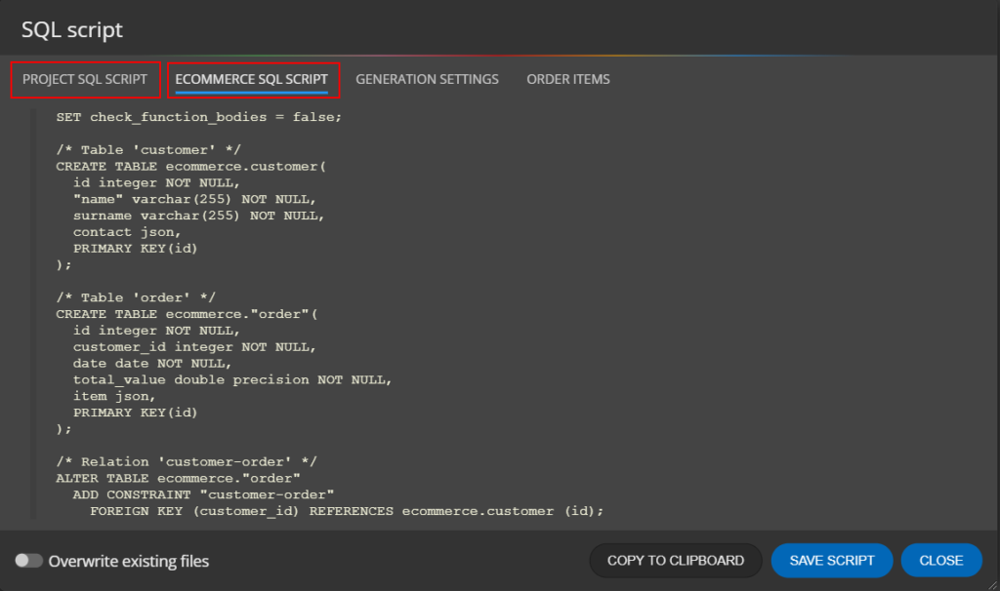 SQL script
PROJECT SQL SCRIPT ECOMMERCE SQL SCRIPT GENERATION SETTINGS ORDER ITEMS
SET check_function_bodies = false;
/* Table 'customer' */
CREATE TABLE ecommerce.customer(
id integer NOT NULL,
"name" varchar(255) NOT NULL,
surname varchar(255) NOT NULL,
contact json,
PRIMARY KEY(id)
);
/* Table 'order' */
CREATE TABLE ecommerce."order"(
id integer NOT NULL,
customer_id integer NOT NULL,
date date NOT NULL,
total_value double precision NOT NULL,
item json,
PRIMARY KEY(id)
);
/* Relation 'customer-order' */
ALTER TABLE ecommerce."order"
ADD CONSTRAINT "customer-order"
FOREIGN KEY (customer_id) REFERENCES ecommerce.customer (id);
Overwrite existing files COPY TO CLIPBOARD SAVE SCRIPT CLOSE